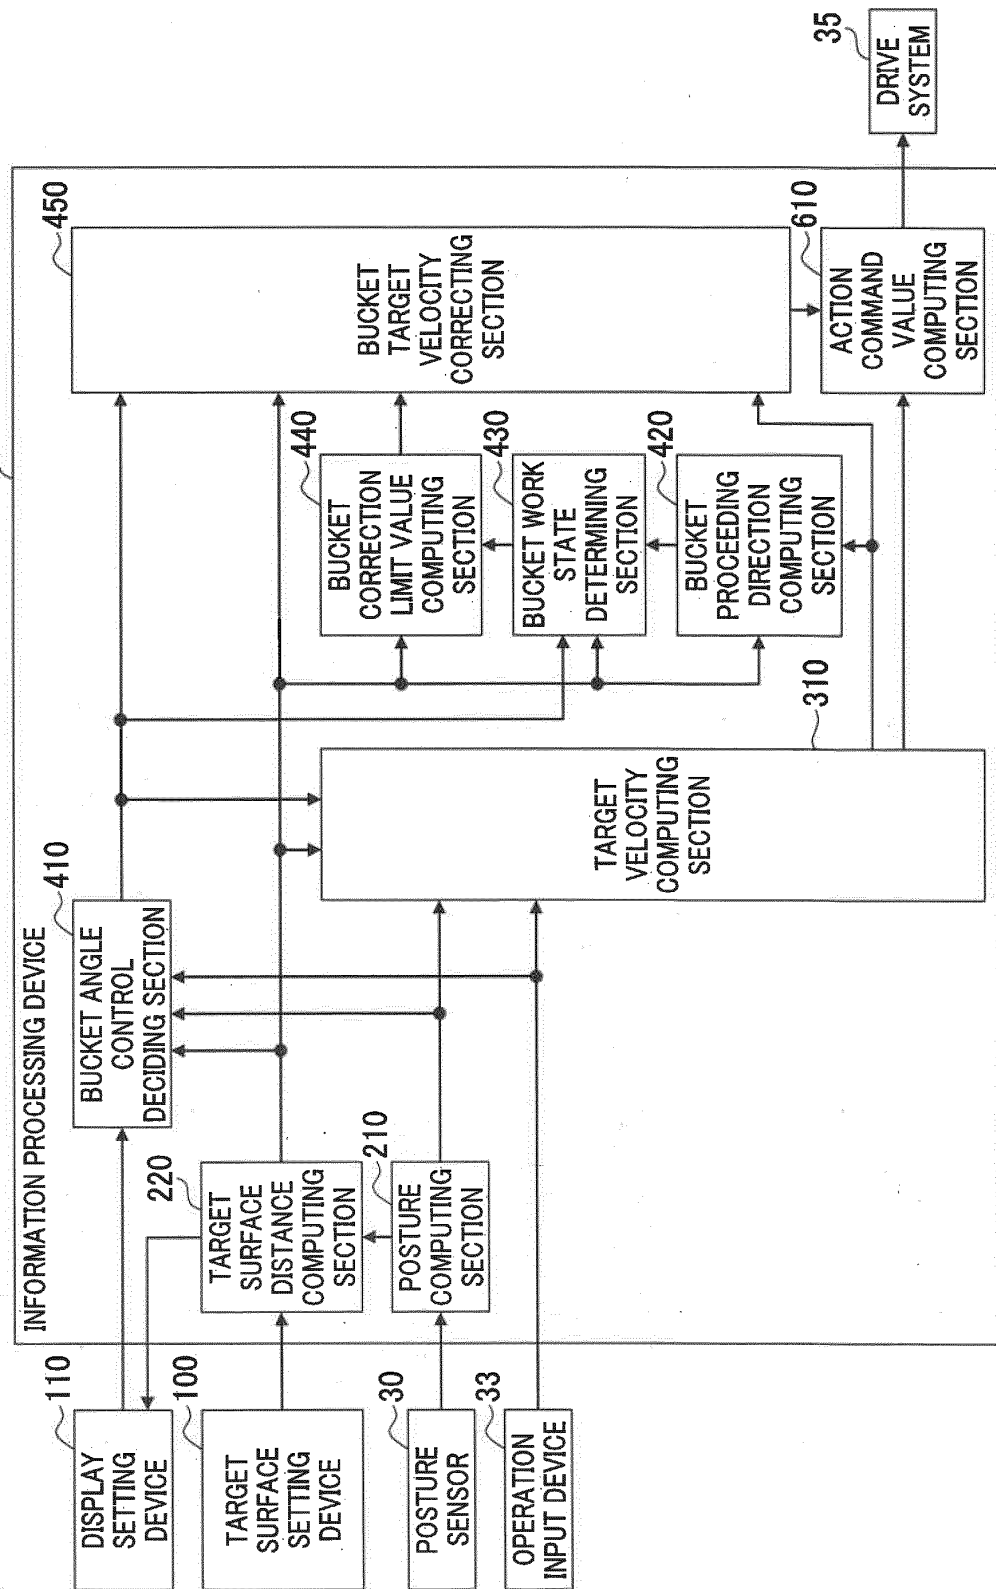 INFORMATION PROCESSING DEVICE
110
DISPLAY
SETTING
DEVICE
100
TARGET
SURFACE
SETTING
DEVICE
30
POSTURE
SENSOR
33
OPERATION
INPUT DEVICE
220
TARGET
SURFACE
DISTANCE
COMPUTING
SECTION
210
POSTURE
COMPUTING
SECTION
410
BUCKET ANGLE
CONTROL
DECIDING SECTION
310
TARGET
VELOCITY
COMPUTING
SECTION
440
BUCKET
CORRECTION
LIMIT VALUE
COMPUTING
SECTION
430
BUCKET WORK
STATE
DETERMINING
SECTION
420
BUCKET
PROCEEDING
DIRECTION
COMPUTING
SECTION
450
BUCKET
TARGET
VELOCITY
CORRECTING
SECTION
610
ACTION
COMMAND
VALUE
COMPUTING
SECTION
35
DRIVE
SYSTEM